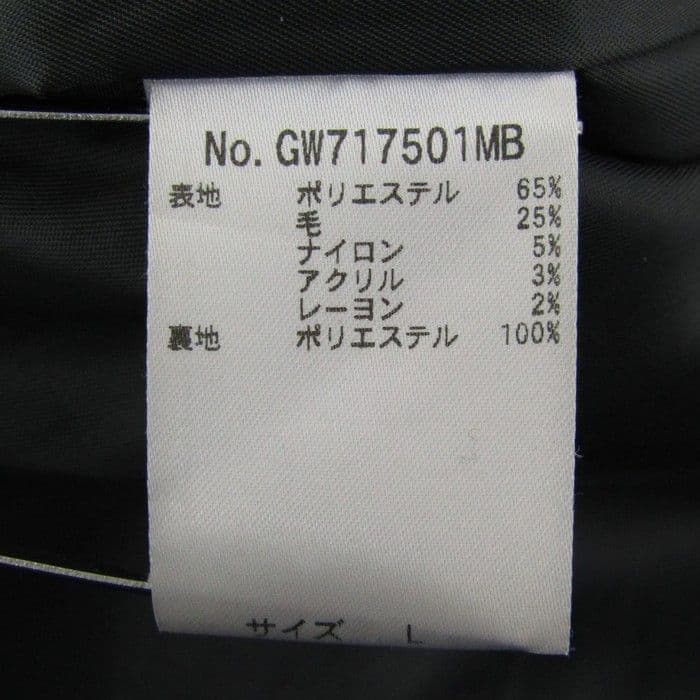 No. GW717501MB
表地 ポリエステル 65%
毛 25%
ナイロン 5%
アクリル 3%
レーヨン 2%
裏地 ポリエステル 100%
サイズ L